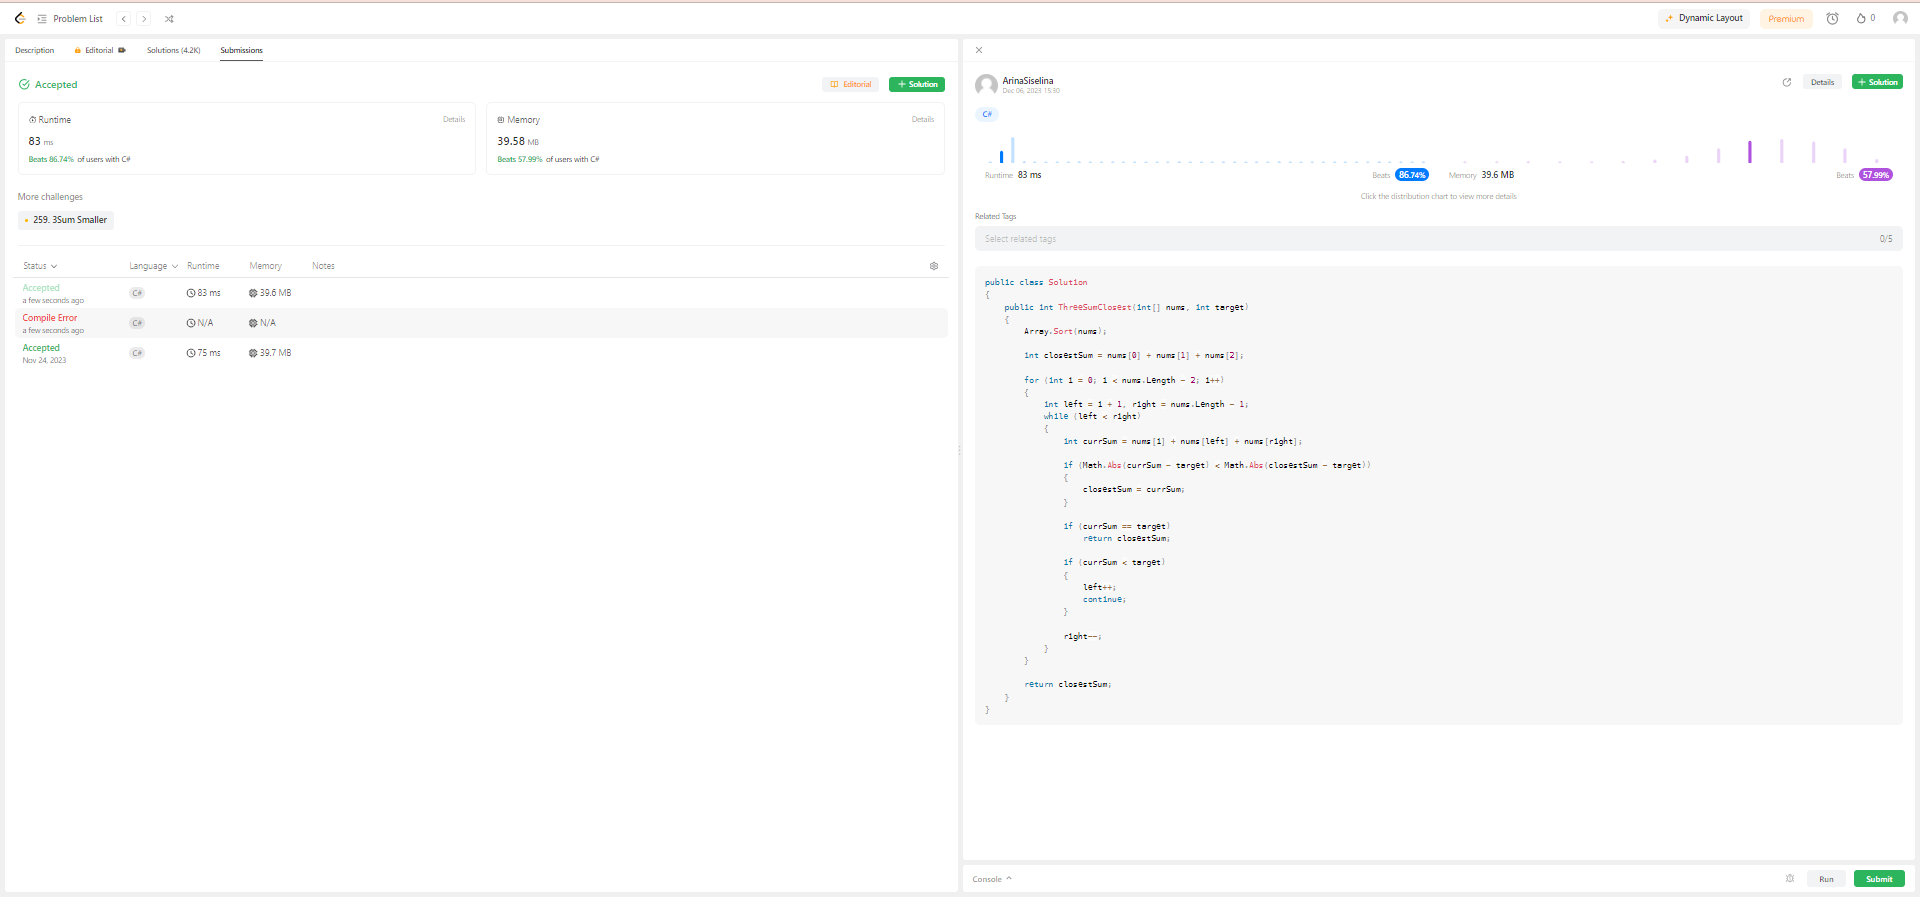 Problem List
Dynamic Layout
Premium
0
Description
Editorial
Solutions (4.2K)
Submissions
Accepted
Editorial
+ Solution
Runtime
Details
83 ms
Beats 86.74% of users with C#
Memory
Details
39.58 MB
Beats 57.99% of users with C#
More challenges
259. 3Sum Smaller
Status Language Runtime Memory Notes
Accepted
a few seconds ago
C# 83 ms 39.6 MB
Compile Error
a few seconds ago
C# N/A N/A
Accepted
Nov 24, 2023
C# 75 ms 39.7 MB
ArinaSiselina
Dec 06, 2023 15:30
Details
+ Solution
C#
Runtime 83 ms
Beats 86.74%
Memory 39.6 MB
Beats 57.99%
Click the distribution chart to view more details
Related Tags
Select related tags
0/5
public class Solution
{
public int ThreeSumClosest(int[] nums, int target)
{
Array.Sort(nums);
int closestSum = nums[0] + nums[1] + nums[2];
for (int i = 0; i < nums.Length - 2; i++)
{
int left = i + 1, right = nums.Length - 1;
while (left < right)
{
int currSum = nums[i] + nums[left] + nums[right];
if (Math.Abs(currSum - target) < Math.Abs(closestSum - target))
{
closestSum = currSum;
}
if (currSum == target)
return closestSum;
if (currSum < target)
{
left++;
continue;
}
right--;
}
}
return closestSum;
}
}
Console
Run
Submit